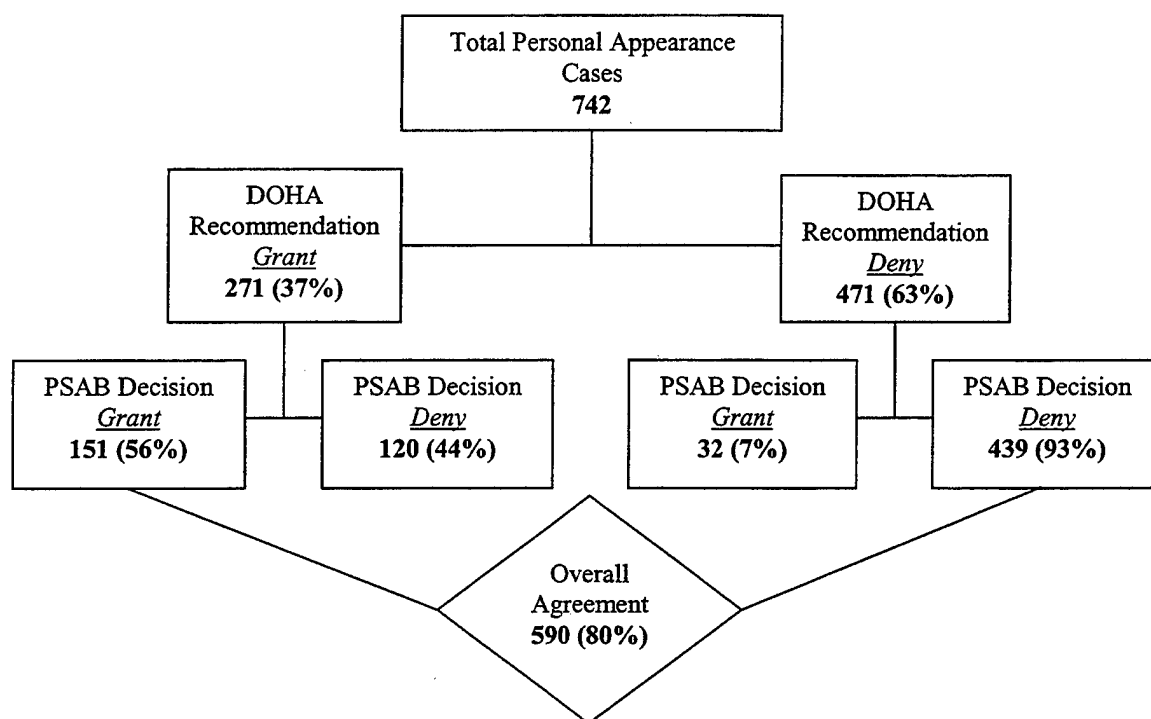 Total Personal Appearance
Cases
742
DOHA
Recommendation
Grant
271 (37%)
DOHA
Recommendation
Deny
471 (63%)
PSAB Decision
Grant
151 (56%)
PSAB Decision
Deny
120 (44%)
PSAB Decision
Grant
32 (7%)
PSAB Decision
Deny
439 (93%)
Overall
Agreement
590 (80%)